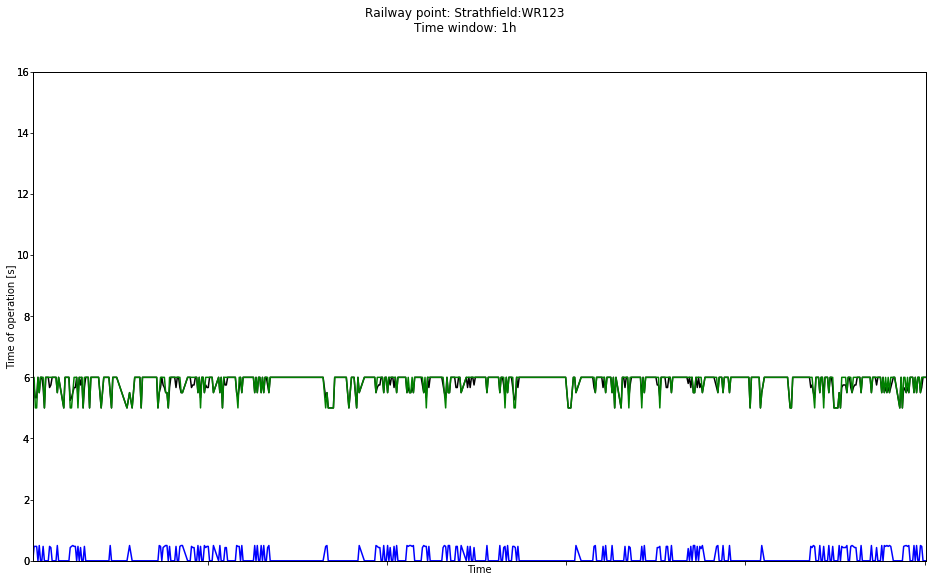 Railway point: Strathfield:WR123
Time window: 1h
16
14
12
10
8
6
4
2
0
Time of operation [s]
Time